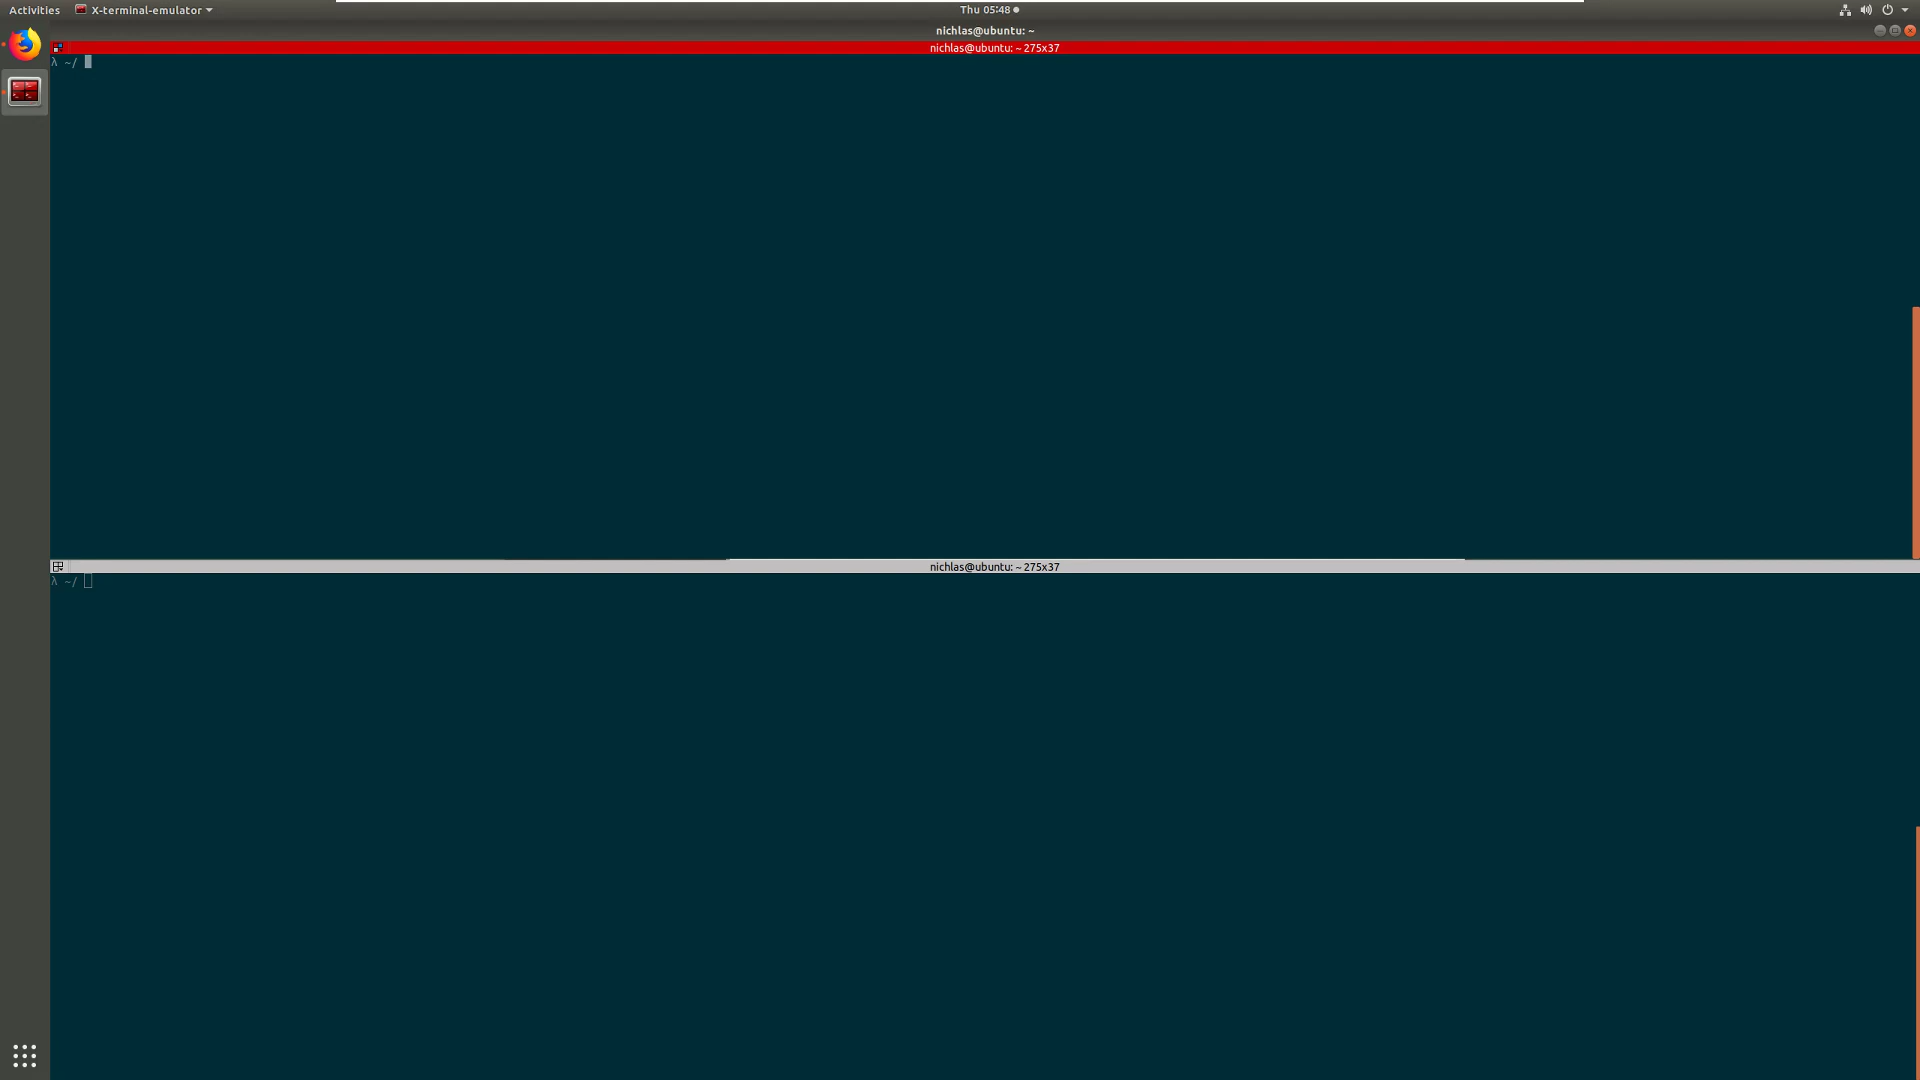 Activities X-terminal-emulator Thu 05:48
nichlas@ubuntu: ~
nichlas@ubuntu: ~ 275x37
λ ~/
nichlas@ubuntu: ~ 275x37
λ ~/